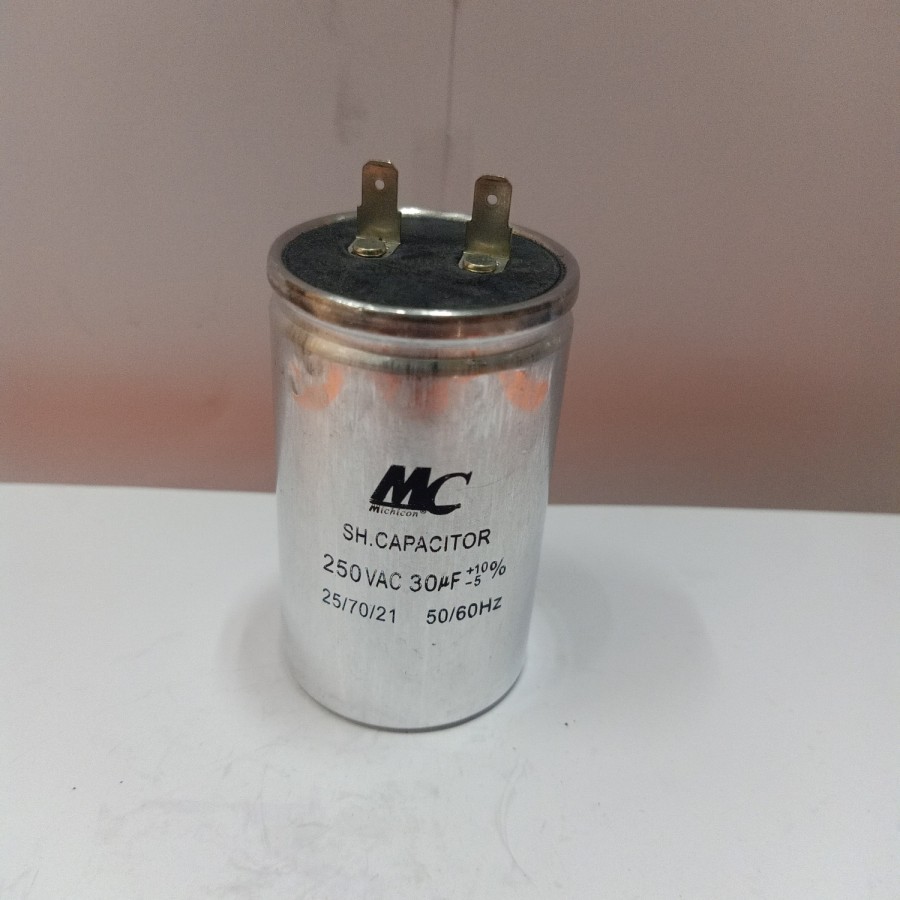 MC
Michicon®
SH.CAPACITOR
250VAC 30µF +10 -5 %
25/70/21 50/60Hz